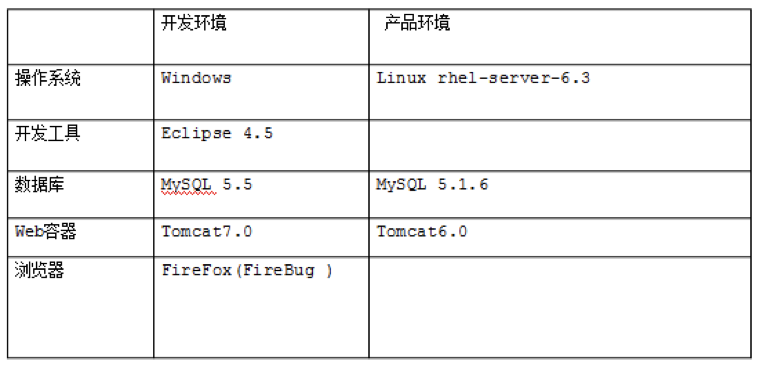 开发环境 产品环境
操作系统 Windows Linux rhel-server-6.3
开发工具 Eclipse 4.5
数据库 MySQL 5.5 MySQL 5.1.6
Web容器 Tomcat7.0 Tomcat6.0
浏览器 FireFox(FireBug )